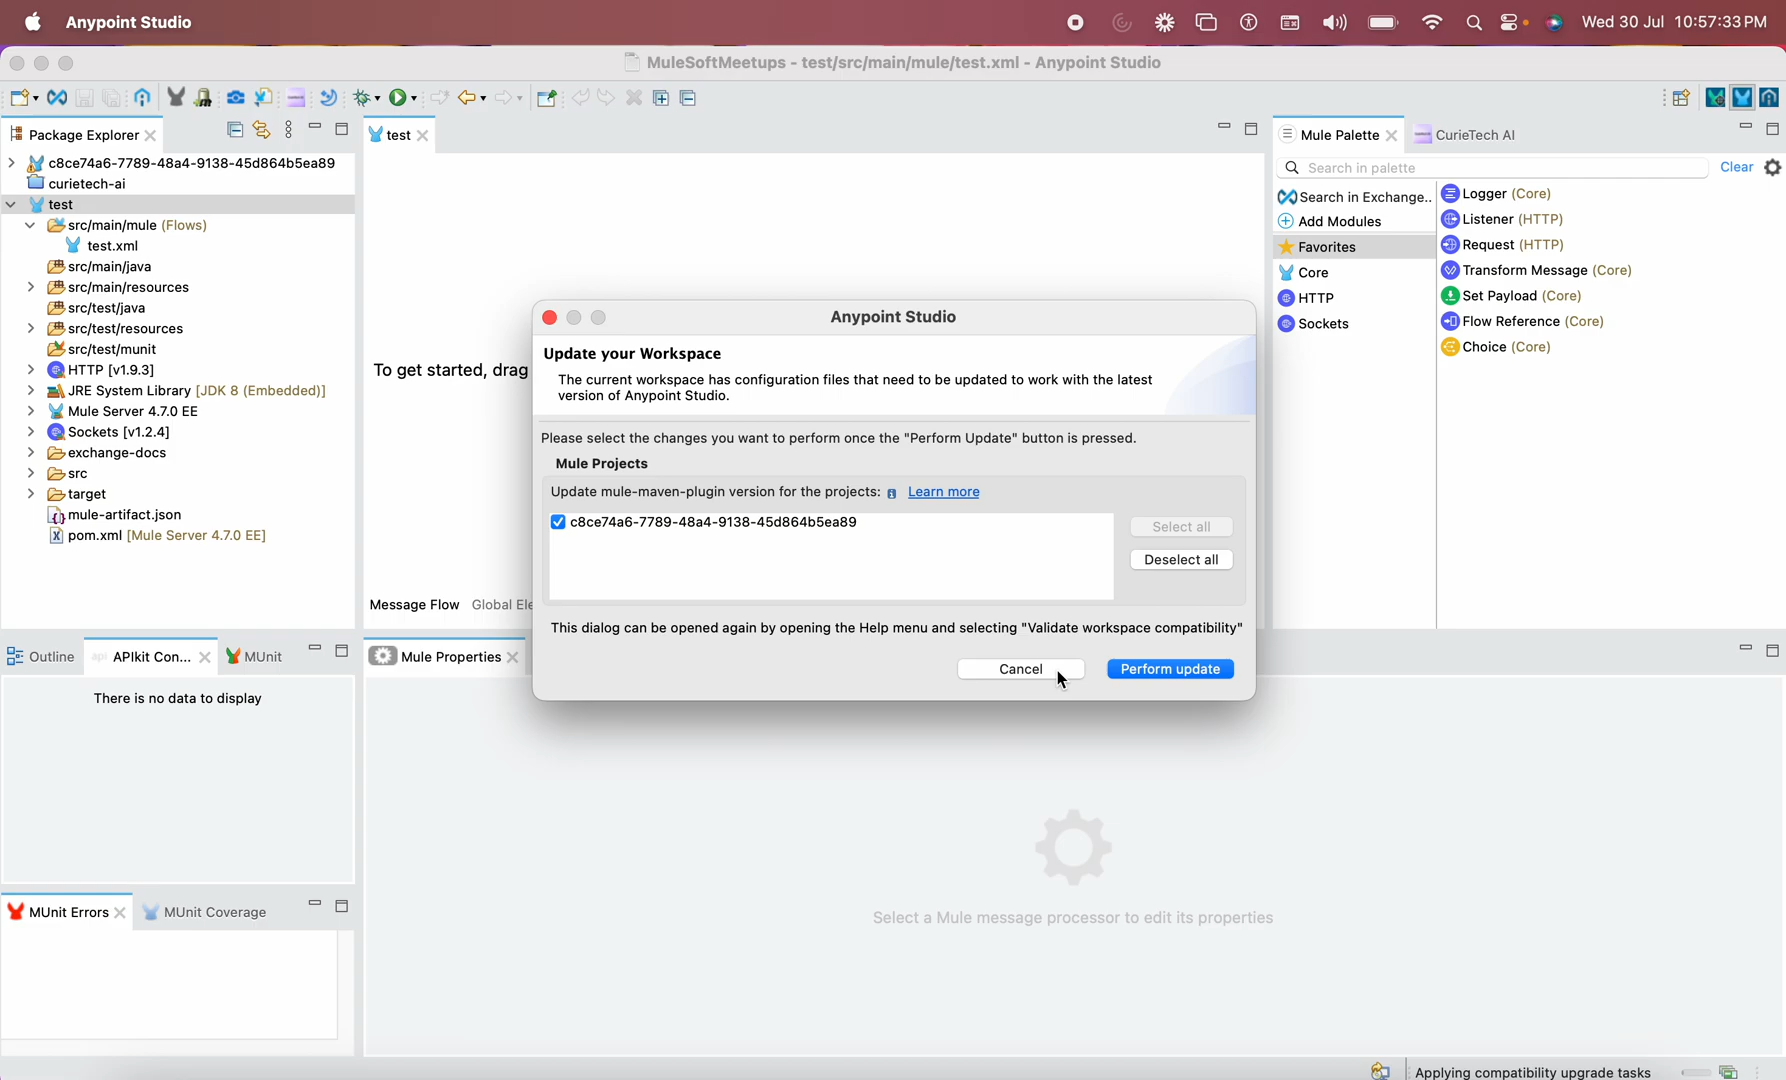 Anypoint Studio
Wed 30 Jul 10:57:33 PM
MuleSoftMeetups - test/src/main/mule/test.xml - Anypoint Studio
Package Explorer
c8ce74a6-7789-48a4-9138-45d864b5ea89
curietech-ai
test
src/main/mule (Flows)
test.xml
src/main/java
src/main/resources
src/test/java
src/test/resources
src/test/munit
HTTP [v1.9.3]
JRE System Library [JDK 8 (Embedded)]
Mule Server 4.7.0 EE
Sockets [v1.2.4]
exchange-docs
src
target
mule-artifact.json
pom.xml [Mule Server 4.7.0 EE]
test
To get started, drag
Message Flow Global Ele
Mule Palette
CurieTech AI
Search in palette
Clear
Search in Exchange..
Add Modules
Favorites
Core
HTTP
Sockets
Logger (Core)
Listener (HTTP)
Request (HTTP)
Transform Message (Core)
Set Payload (Core)
Flow Reference (Core)
Choice (Core)
Anypoint Studio
Update your Workspace
The current workspace has configuration files that need to be updated to work with the latest
version of Anypoint Studio.
Please select the changes you want to perform once the "Perform Update" button is pressed.
Mule Projects
Update mule-maven-plugin version for the projects: Learn more
c8ce74a6-7789-48a4-9138-45d864b5ea89
Select all
Deselect all
This dialog can be opened again by opening the Help menu and selecting "Validate workspace compatibility"
Cancel
Perform update
Outline
api APIkit Con...
MUnit
There is no data to display
MUnit Errors
MUnit Coverage
Mule Properties
Select a Mule message processor to edit its properties
Applying compatibility upgrade tasks